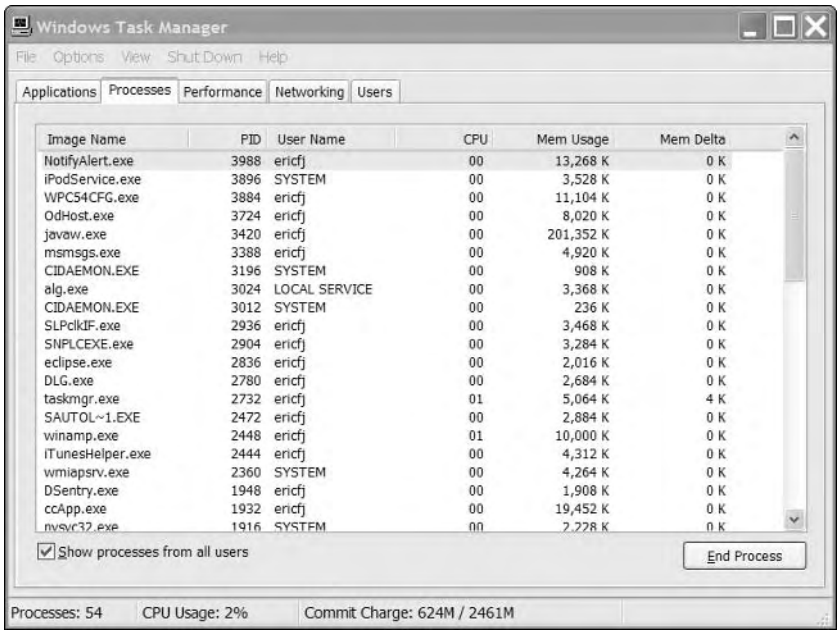 Windows Task Manager
File Options View Shut Down Help
Applications Processes Performance Networking Users
Image Name PID User Name CPU Mem Usage Mem Delta
NotifyAlert.exe 3988 ericfj 00 13,268 K 0 K
iPodService.exe 3896 SYSTEM 00 3,528 K 0 K
WPC54CFG.exe 3884 ericfj 00 11,104 K 0 K
OdHost.exe 3724 ericfj 00 8,020 K 0 K
javaw.exe 3420 ericfj 00 201,352 K 0 K
msmsgs.exe 3388 ericfj 00 4,920 K 0 K
CIDAEMON.EXE 3196 SYSTEM 00 908 K 0 K
alg.exe 3024 LOCAL SERVICE 00 3,368 K 0 K
CIDAEMON.EXE 3012 SYSTEM 00 236 K 0 K
SLPclkIF.exe 2936 ericfj 00 3,468 K 0 K
SNPLCEXE.exe 2904 ericfj 00 3,284 K 0 K
eclipse.exe 2836 ericfj 00 2,016 K 0 K
DLG.exe 2780 ericfj 00 2,684 K 0 K
taskmgr.exe 2732 ericfj 01 5,064 K 4 K
SAUTOL~1.EXE 2472 ericfj 00 2,884 K 0 K
winamp.exe 2448 ericfj 01 10,000 K 0 K
iTunesHelper.exe 2444 ericfj 00 4,312 K 0 K
wmiapsrv.exe 2360 SYSTEM 00 4,264 K 0 K
DSentry.exe 1948 ericfj 00 1,908 K 0 K
ccApp.exe 1932 ericfj 00 19,452 K 0 K
nvsvc32.exe 1916 SYSTEM 00 2,228 K 0 K
Show processes from all users
End Process
Processes: 54 CPU Usage: 2% Commit Charge: 624M / 2461M